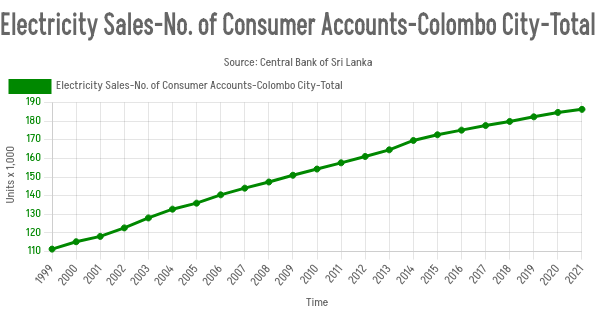 Electricity Sales-No. of Consumer Accounts-Colombo City-Total
Source: Central Bank of Sri Lanka
Electricity Sales-No. of Consumer Accounts-Colombo City-Total
190
180
170
160
150
140
130
120
110
Units x 1,000
1999 2000 2001 2002 2003 2004 2005 2006 2007 2008 2009 2010 2011 2012 2013 2014 2015 2016 2017 2018 2019 2020 2021
Time